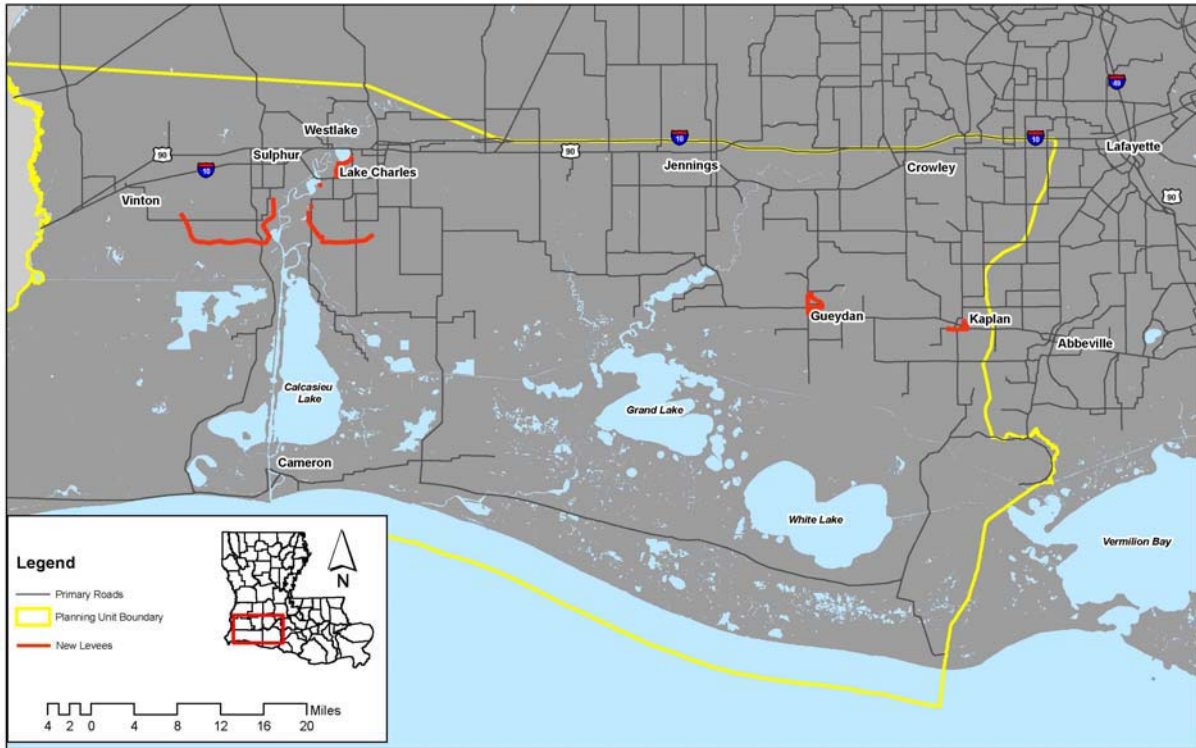 49
Westlake
90
Sulphur
10
Lake Charles
90
10
Jennings
Crowley
10
Lafayette
90
Vinton
Gueydan
Kaplan
Abbeville
Calcasieu
Lake
Grand Lake
Cameron
White Lake
Vermilion Bay
Legend
N
Primary Roads
Planning Unit Boundary
New Levees
Miles
4 2 0 4 8 12 16 20